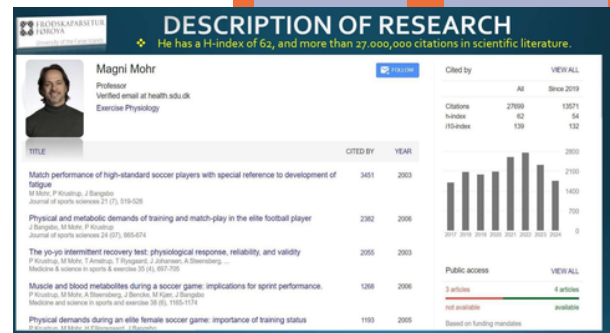 FRÓÐSKAPARSETUR
FØROYA
University of the Faroe Islands
DESCRIPTION OF RESEARCH
He has a H-index of 62, and more than 27.000,000 citations in scientific literature.
Magni Mohr
FOLLOW
Professor
Verified email at health.sdu.dk
Exercise Physiology
TITLE CITED BY YEAR
Match performance of high-standard soccer players with special reference to development of 3451 2003
fatigue
M Mohr, P Krustrup, J Bangsbo
Journal of sports sciences 21 (7), 519-528
Physical and metabolic demands of training and match-play in the elite football player 2382 2006
J Bangsbo, M Mohr, P Krustrup
Journal of sports sciences 24 (07), 665-674
The yo-yo intermittent recovery test: physiological response, reliability, and validity 2055 2003
P Krustrup, M Mohr, T Amstrup, T Rysgaard, J Johansen, A Steensberg, ...
Medicine & science in sports & exercise 35 (4), 697-705
Muscle and blood metabolites during a soccer game: implications for sprint performance. 1268 2006
P Krustrup, M Mohr, A Steensberg, J Bencke, M Kjær, J Bangsbo
Medicine and science in sports and exercise 38 (6), 1165-1174
Physical demands during an elite female soccer game: importance of training status 1193 2005
P Krustrup, M Mohr, H Ellingsgaard, J Bangsbo
Cited by VIEW ALL
All Since 2019
Citations 27699 13571
h-index 62 54
i10-index 139 132
2800
2100
1400
700
0
2017 2018 2019 2020 2021 2022 2023 2024
Public access VIEW ALL
3 articles 4 articles
not available available
Based on funding mandates